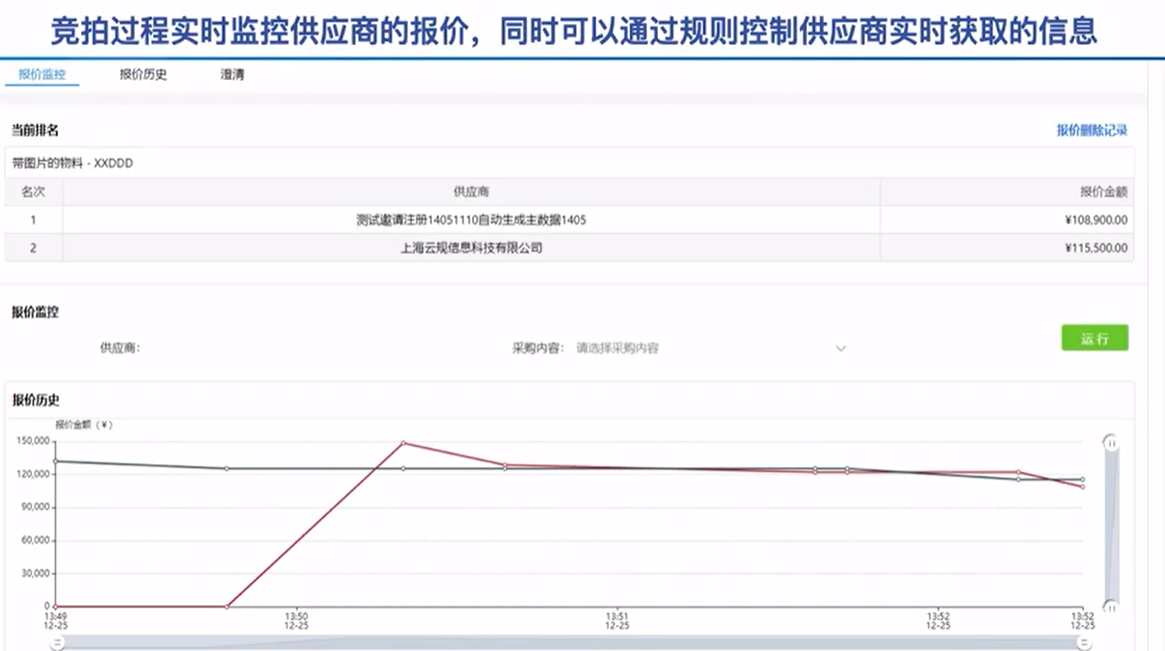 竞拍过程实时监控供应商的报价，同时可以通过规则控制供应商实时获取的信息
报价监控 报价历史 澄清
当前排名 报价删除记录
带图片的物料 - XXDDD
名次 供应商 报价金额
1 测试邀请注册14051110自动生成主数据1405 ¥108,900.00
2 上海云规信息科技有限公司 ¥115,500.00
报价监控
供应商: 采购内容: 请选择采购内容 运行
报价历史
报价金额（¥）
150,000
120,000
90,000
60,000
30,000
0
13:49 13:50 13:51 13:52 13:52
12-25 12-25 12-25 12-25 12-25